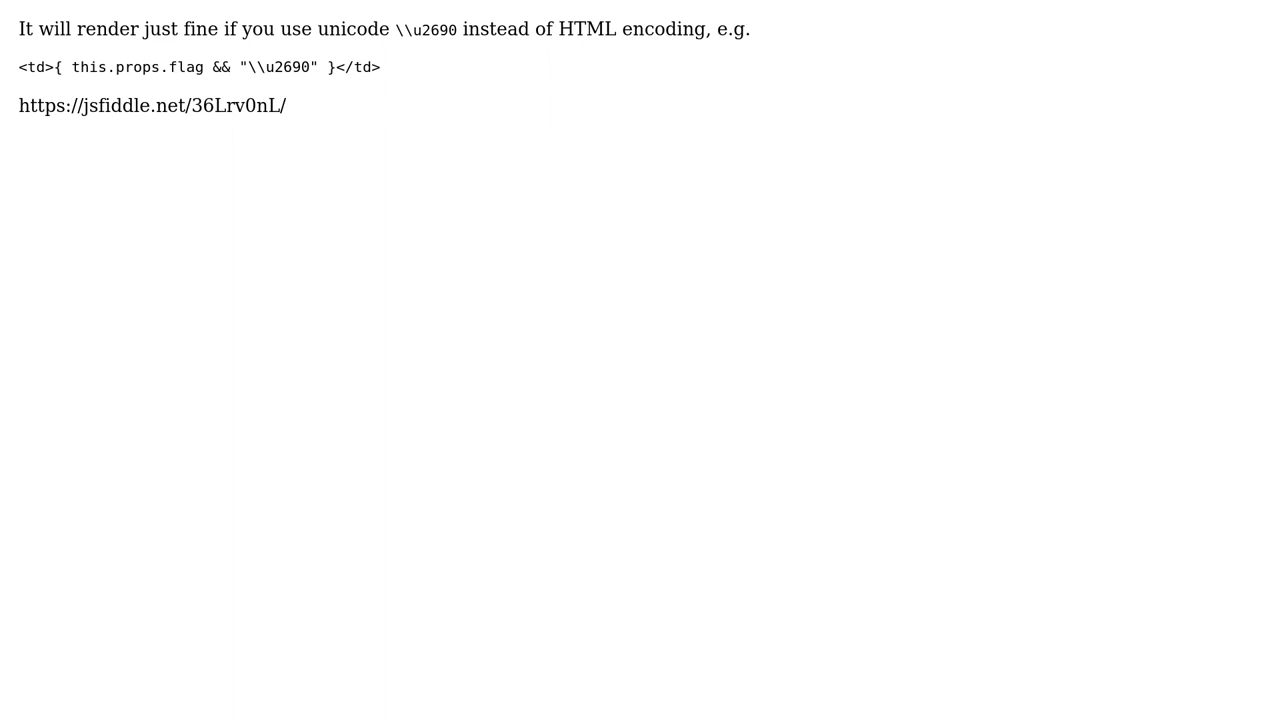 It will render just fine if you use unicode \\u2690 instead of HTML encoding, e.g.
<td>{ this.props.flag && "\\u2690" }</td>
https://jsfiddle.net/36Lrv0nL/